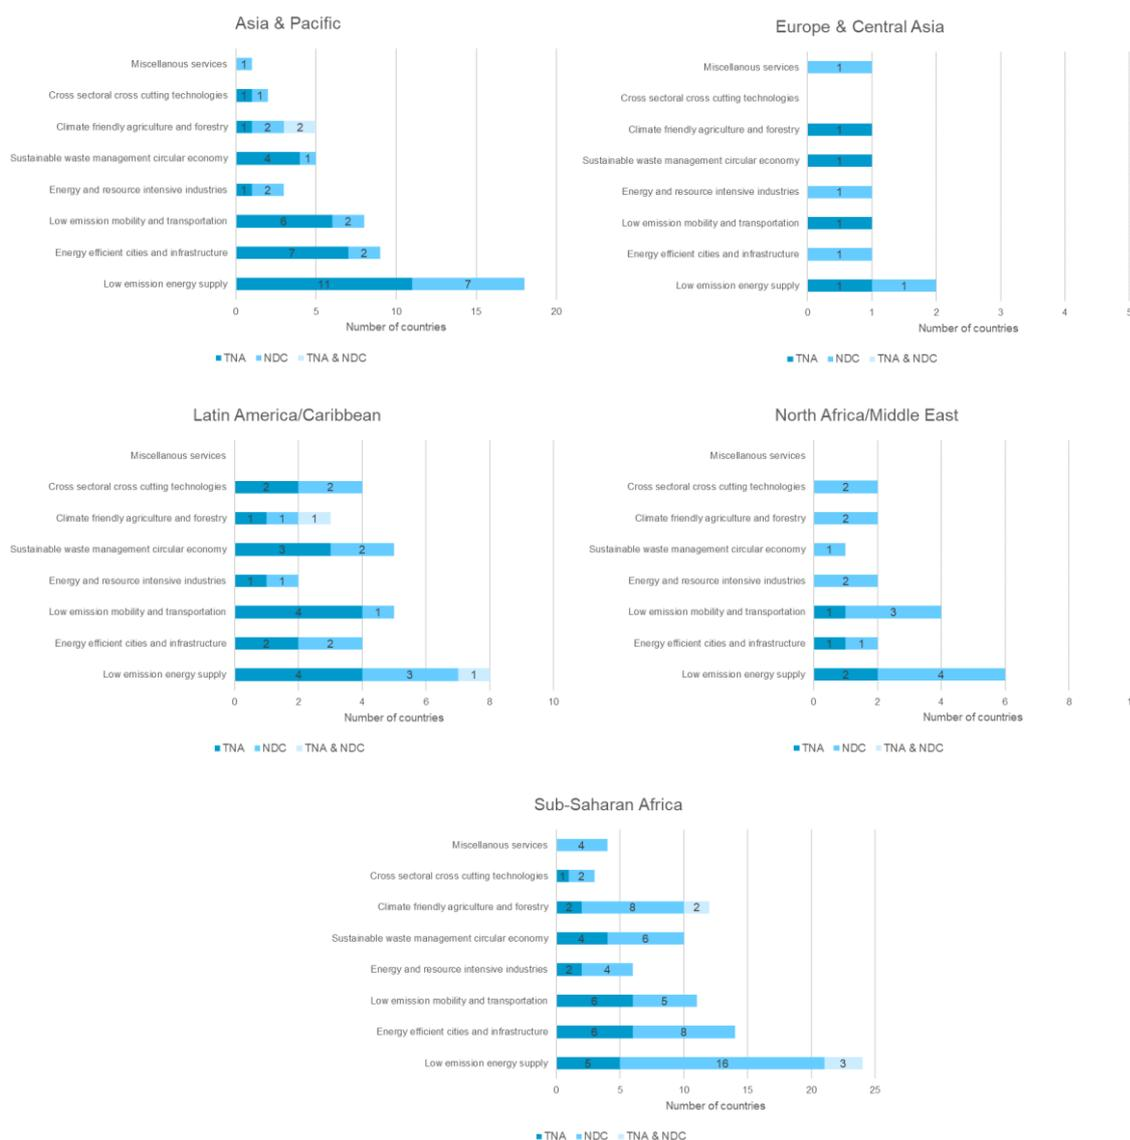 Asia & Pacific
Miscellaneous services 1
Cross sectoral cross cutting technologies 1 1
Climate friendly agriculture and forestry 1 2 2
Sustainable waste management circular economy 4 1
Energy and resource intensive industries 1 2
Low emission mobility and transportation 6 2
Energy efficient cities and infrastructure 7 2
Low emission energy supply 11 7
0 5 10 15 20
Number of countries
TNA NDC TNA & NDC
Europe & Central Asia
Miscellaneous services 1
Cross sectoral cross cutting technologies
Climate friendly agriculture and forestry 1
Sustainable waste management circular economy 1
Energy and resource intensive industries 1
Low emission mobility and transportation 1
Energy efficient cities and infrastructure 1
Low emission energy supply 1 1
0 1 2 3 4 5
Number of countries
TNA NDC TNA & NDC
Latin America/Caribbean
Miscellaneous services
Cross sectoral cross cutting technologies 2 2
Climate friendly agriculture and forestry 1 1 1
Sustainable waste management circular economy 3 2
Energy and resource intensive industries 1 1
Low emission mobility and transportation 4 1
Energy efficient cities and infrastructure 2 2
Low emission energy supply 4 3 1
0 2 4 6 8 10
Number of countries
TNA NDC TNA & NDC
North Africa/Middle East
Miscellaneous services
Cross sectoral cross cutting technologies 2
Climate friendly agriculture and forestry 2
Sustainable waste management circular economy 1
Energy and resource intensive industries 2
Low emission mobility and transportation 1 3
Energy efficient cities and infrastructure 1 1
Low emission energy supply 2 4
0 2 4 6 8
Number of countries
TNA NDC TNA & NDC
Sub-Saharan Africa
Miscellaneous services 4
Cross sectoral cross cutting technologies 1 2
Climate friendly agriculture and forestry 2 8 2
Sustainable waste management circular economy 4 6
Energy and resource intensive industries 2 4
Low emission mobility and transportation 6 5
Energy efficient cities and infrastructure 6 8
Low emission energy supply 5 16 3
0 5 10 15 20 25
Number of countries
TNA NDC TNA & NDC